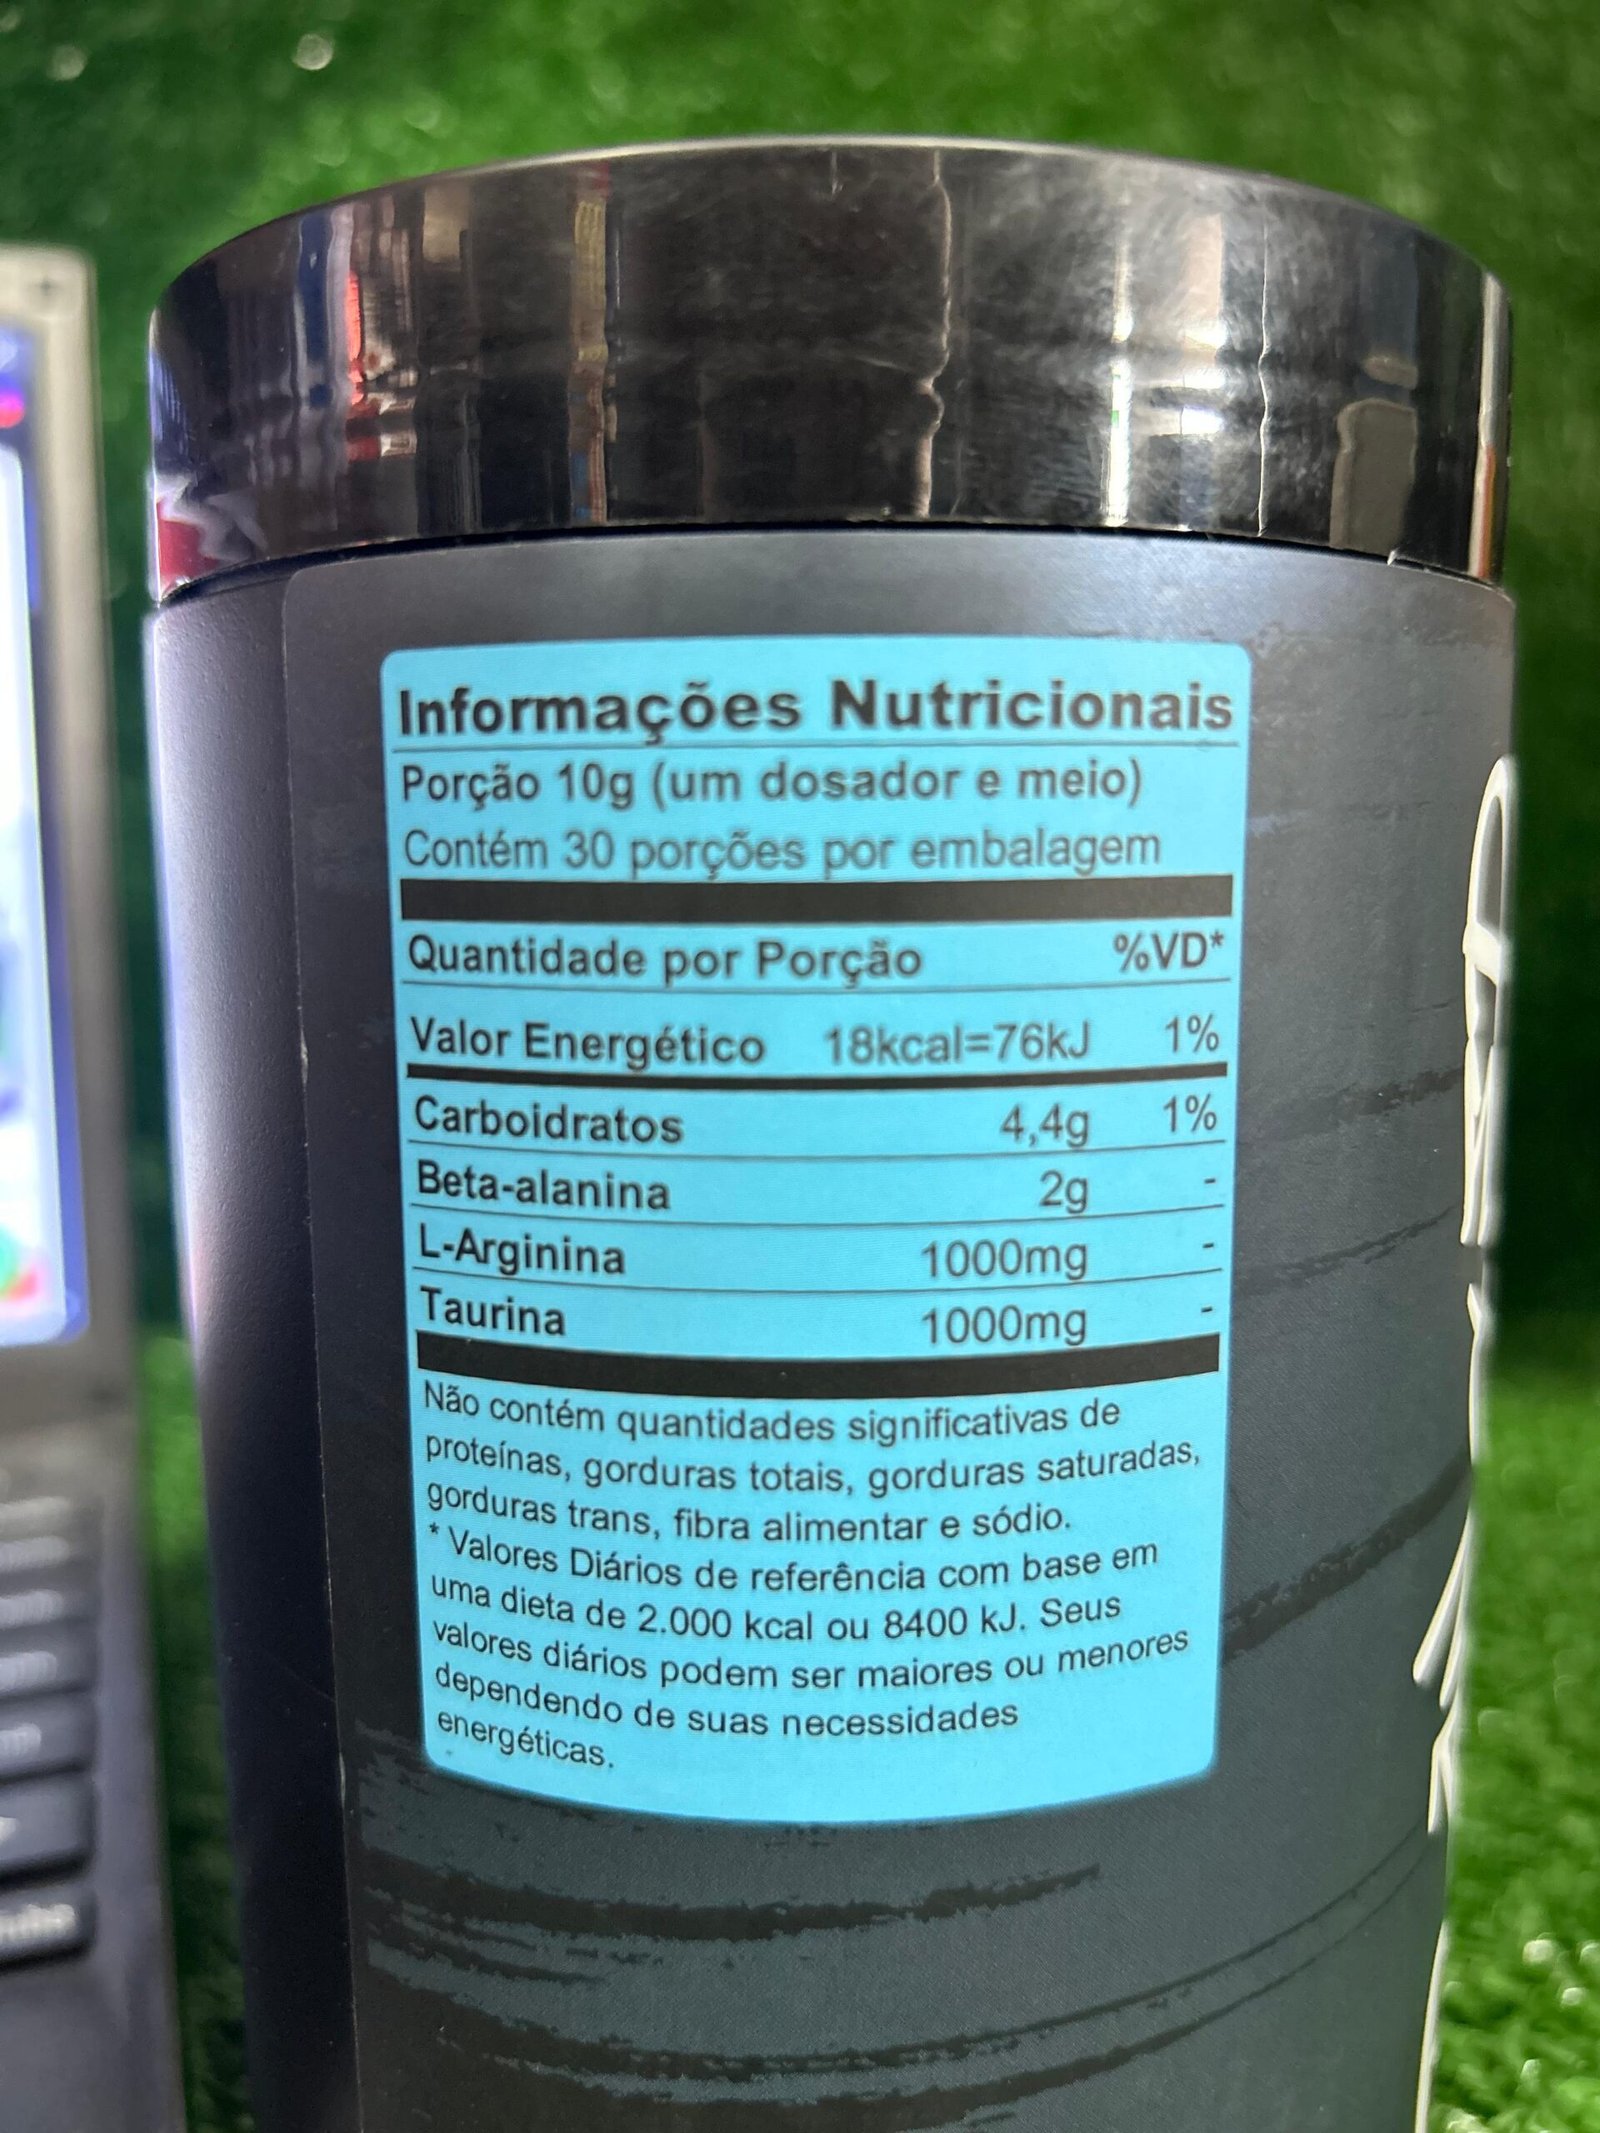 Informações Nutricionais
Porção 10g (um dosador e meio)
Contém 30 porções por embalagem
Quantidade por Porção %VD*
Valor Energético 18kcal=76kJ 1%
Carboidratos 4,4g 1%
Beta-alanina 2g -
L-Arginina 1000mg -
Taurina 1000mg -
Não contém quantidades significativas de
proteínas, gorduras totais, gorduras saturadas,
gorduras trans, fibra alimentar e sódio.
* Valores Diários de referência com base em
uma dieta de 2.000 kcal ou 8400 kJ. Seus
valores diários podem ser maiores ou menores
dependendo de suas necessidades
energéticas.